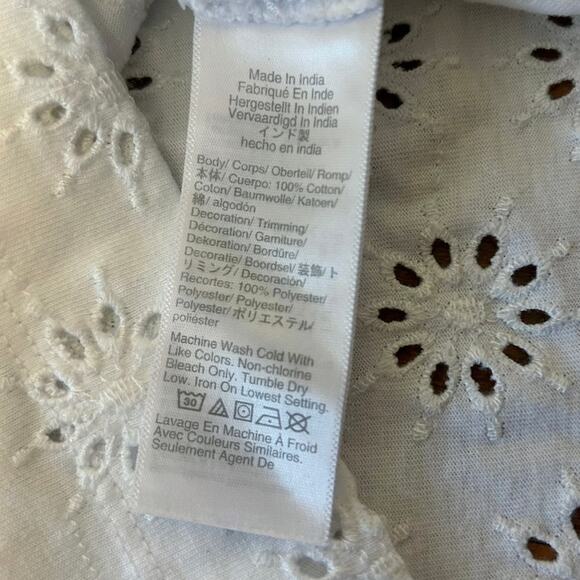 Made In India
Fabriqué En Inde
Hergestellt In Indien
Vervaardigd In India
インド製
hecho en india
Body/ Corps/ Oberteil/ Romp/
本体/ Cuerpo: 100% Cotton/
Coton/ Baumwolle/ Katoen/
綿/ algodón
Decoration/ Trimming/
Décoration/ Garniture/
Dekoration/ Bordüre/
Decoratie/ Boordsel/ 装飾/ト
リミング/ Decoración/
Recortes: 100% Polyester/
Polyester/ Polyester/
Polyester/ ポリエステル/
poliéster
Machine Wash Cold With
Like Colors. Non-chlorine
Bleach Only. Tumble Dry
Low. Iron On Lowest Setting.
30
Lavage En Machine À Froid
Avec Couleurs Similaires.
Seulement Agent De